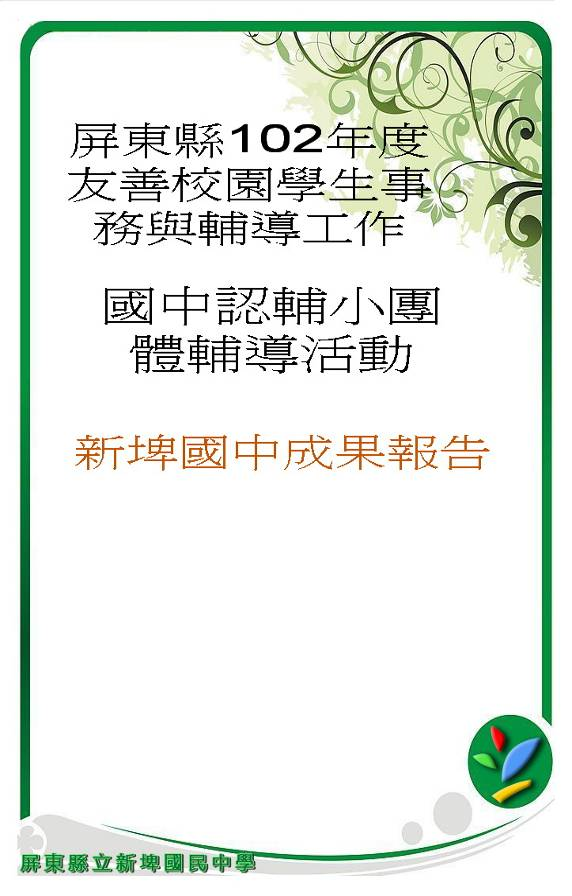 屏東縣102年度
友善校園學生事
務與輔導工作
國中認輔小團
體輔導活動
新埤國中成果報告
屏東縣立新埤國民中學